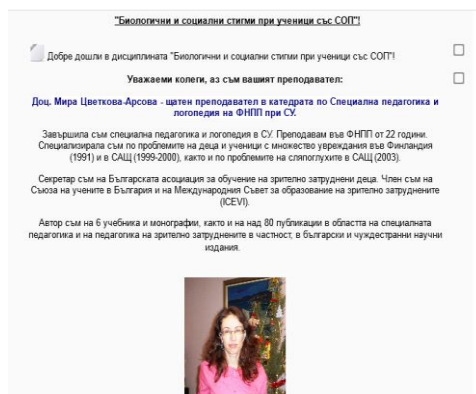 "Биологични и социални стигми при ученици със СОП"!
Добре дошли в дисциплината "Биологични и социални стигми при ученици със СОП"!
Уважаеми колеги, аз съм вашият преподавател:
Доц. Мира Цветкова-Арсова - щатен преподавател в катедрата по Специална педагогика и
логопедия на ФНПП при СУ.
Завършила съм специална педагогика и логопедия в СУ. Преподавам във ФНПП от 22 години.
Специализирала съм по проблемите на деца и ученици с множество увреждания във Финландия
(1991) и в САЩ (1999-2000), както и по проблемите на сляпоглухите в САЩ (2003).
Секретар съм на Българската асоциация за обучение на зрително затруднени деца. Член съм на
Съюза на учените в България и на Международния Съвет за образование на зрително затруднените
(ICEVI).
Автор съм на 6 учебника и монографии, както и на над 80 публикации в областта на специалната
педагогика и на педагогика на зрително затруднените в частност, в български и чуждестранни научни
издания.